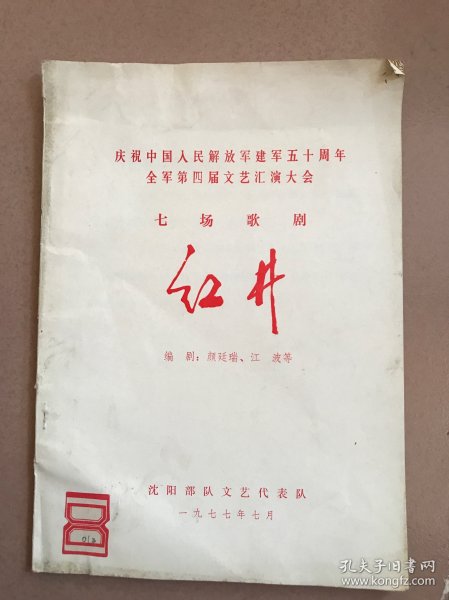 庆祝中国人民解放军建军五十周年
全军第四届文艺汇演大会
七场歌剧
红井
编 剧：颜廷瑞、江 波等
沈阳部队文艺代表队
一九七七年七月
孔夫子旧书网
www.kongfz.com